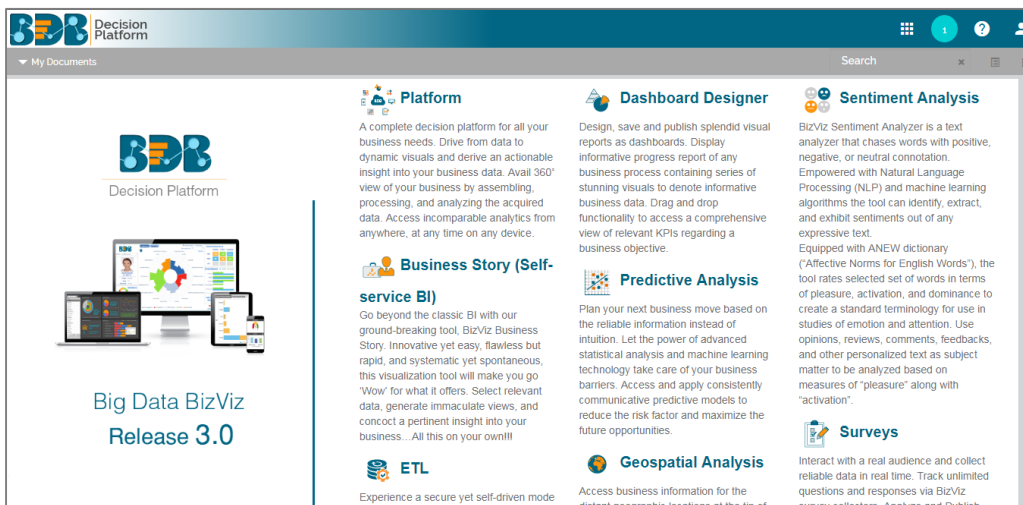 BDB
Decision
Platform
1
?
My Documents
Search
BDB
Decision Platform
Big Data BizViz
Release 3.0
Platform
A complete decision platform for all your
business needs. Drive from data to
dynamic visuals and derive an actionable
insight into your business data. Avail 360°
view of your business by assembling,
processing, and analyzing the acquired
data. Access incomparable analytics from
anywhere, at any time on any device.
Business Story (Self-
service BI)
Go beyond the classic BI with our
ground-breaking tool, BizViz Business
Story. Innovative yet easy, flawless but
rapid, and systematic yet spontaneous,
this visualization tool will make you go
'Wow' for what it offers. Select relevant
data, generate immaculate views, and
concoct a pertinent insight into your
business…All this on your own!!!
ETL
Experience a secure yet self-driven mode
Dashboard Designer
Design, save and publish splendid visual
reports as dashboards. Display
informative progress report of any
business process containing series of
stunning visuals to denote informative
business data. Drag and drop
functionality to access a comprehensive
view of relevant KPIs regarding a
business objective.
Predictive Analysis
Plan your next business move based on
the reliable information instead of
intuition. Let the power of advanced
statistical analysis and machine learning
technology take care of your business
barriers. Access and apply consistently
communicative predictive models to
reduce the risk factor and maximize the
future opportunities.
Geospatial Analysis
Access business information for the
distant geographic locations at the tip of
Sentiment Analysis
BizViz Sentiment Analyzer is a text
analyzer that chases words with positive,
negative, or neutral connotation.
Empowered with Natural Language
Processing (NLP) and machine learning
algorithms the tool can identify, extract,
and exhibit sentiments out of any
expressive text.
Equipped with ANEW dictionary
("Affective Norms for English Words"), the
tool rates selected set of words in terms
of pleasure, activation, and dominance to
create a standard terminology for use in
studies of emotion and attention. Use
opinions, reviews, comments, feedbacks,
and other personalized text as subject
matter to be analyzed based on
measures of "pleasure" along with
"activation".
Surveys
Interact with a real audience and collect
reliable data in real time. Track unlimited
questions and responses via BizViz
survey collectors. Analyze and Publish